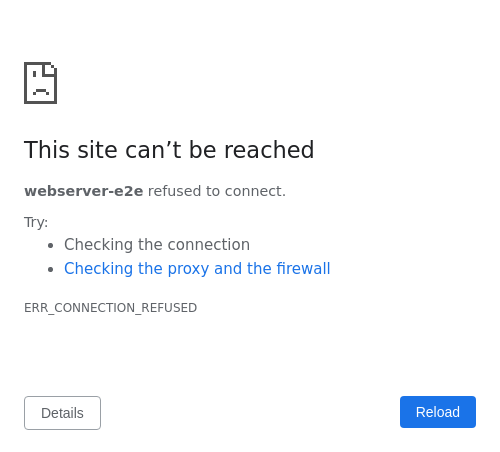 This site can’t be reached
webserver-e2e refused to connect.
Try:
Checking the connection
Checking the proxy and the firewall
ERR_CONNECTION_REFUSED
Details
Reload